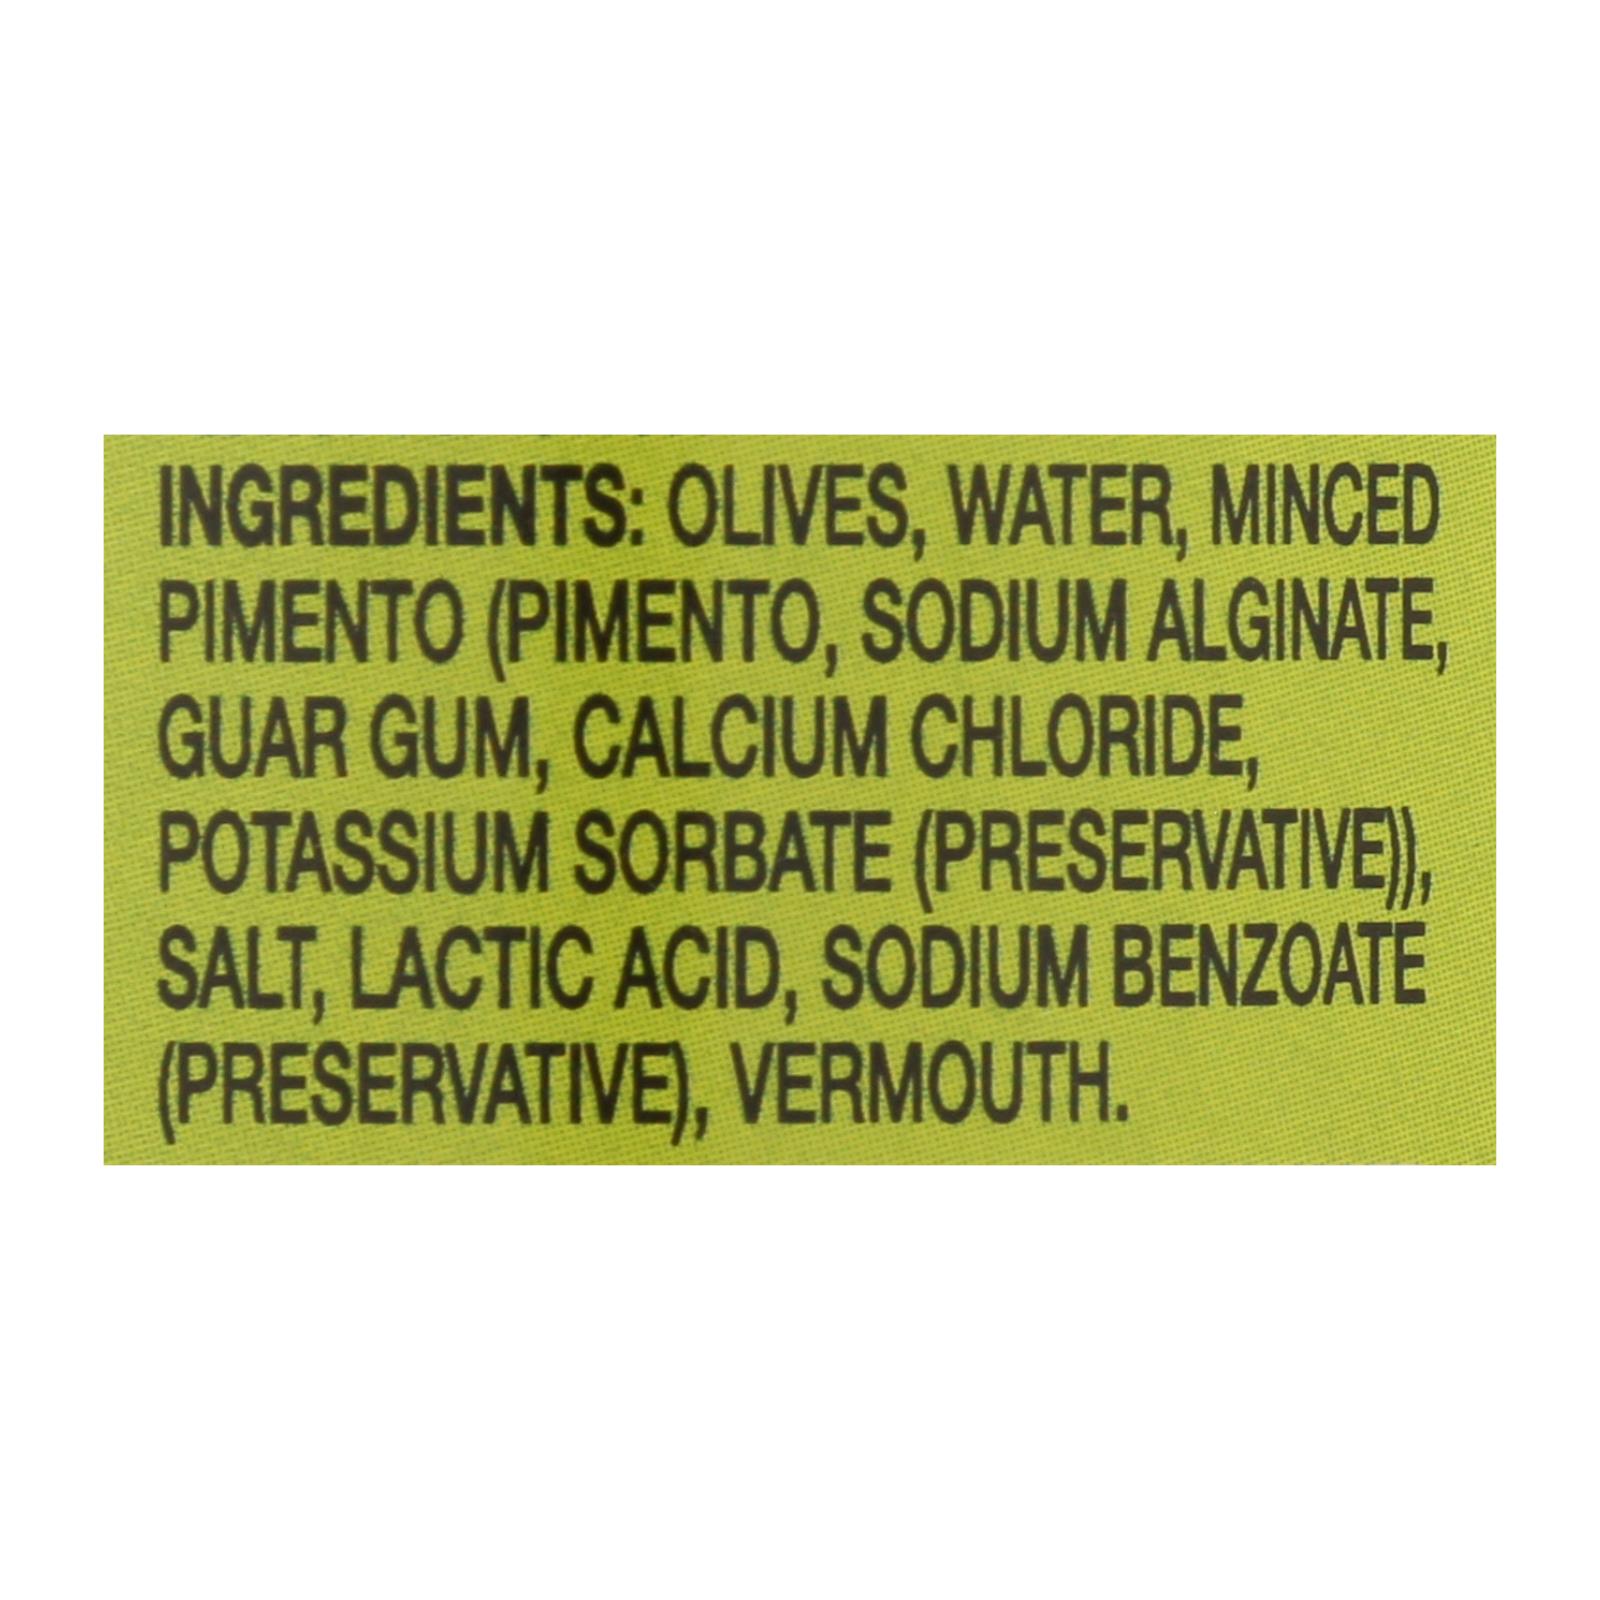 INGREDIENTS: OLIVES, WATER, MINCED
PIMENTO (PIMENTO, SODIUM ALGINATE,
GUAR GUM, CALCIUM CHLORIDE,
POTASSIUM SORBATE (PRESERVATIVE)),
SALT, LACTIC ACID, SODIUM BENZOATE
(PRESERVATIVE), VERMOUTH.